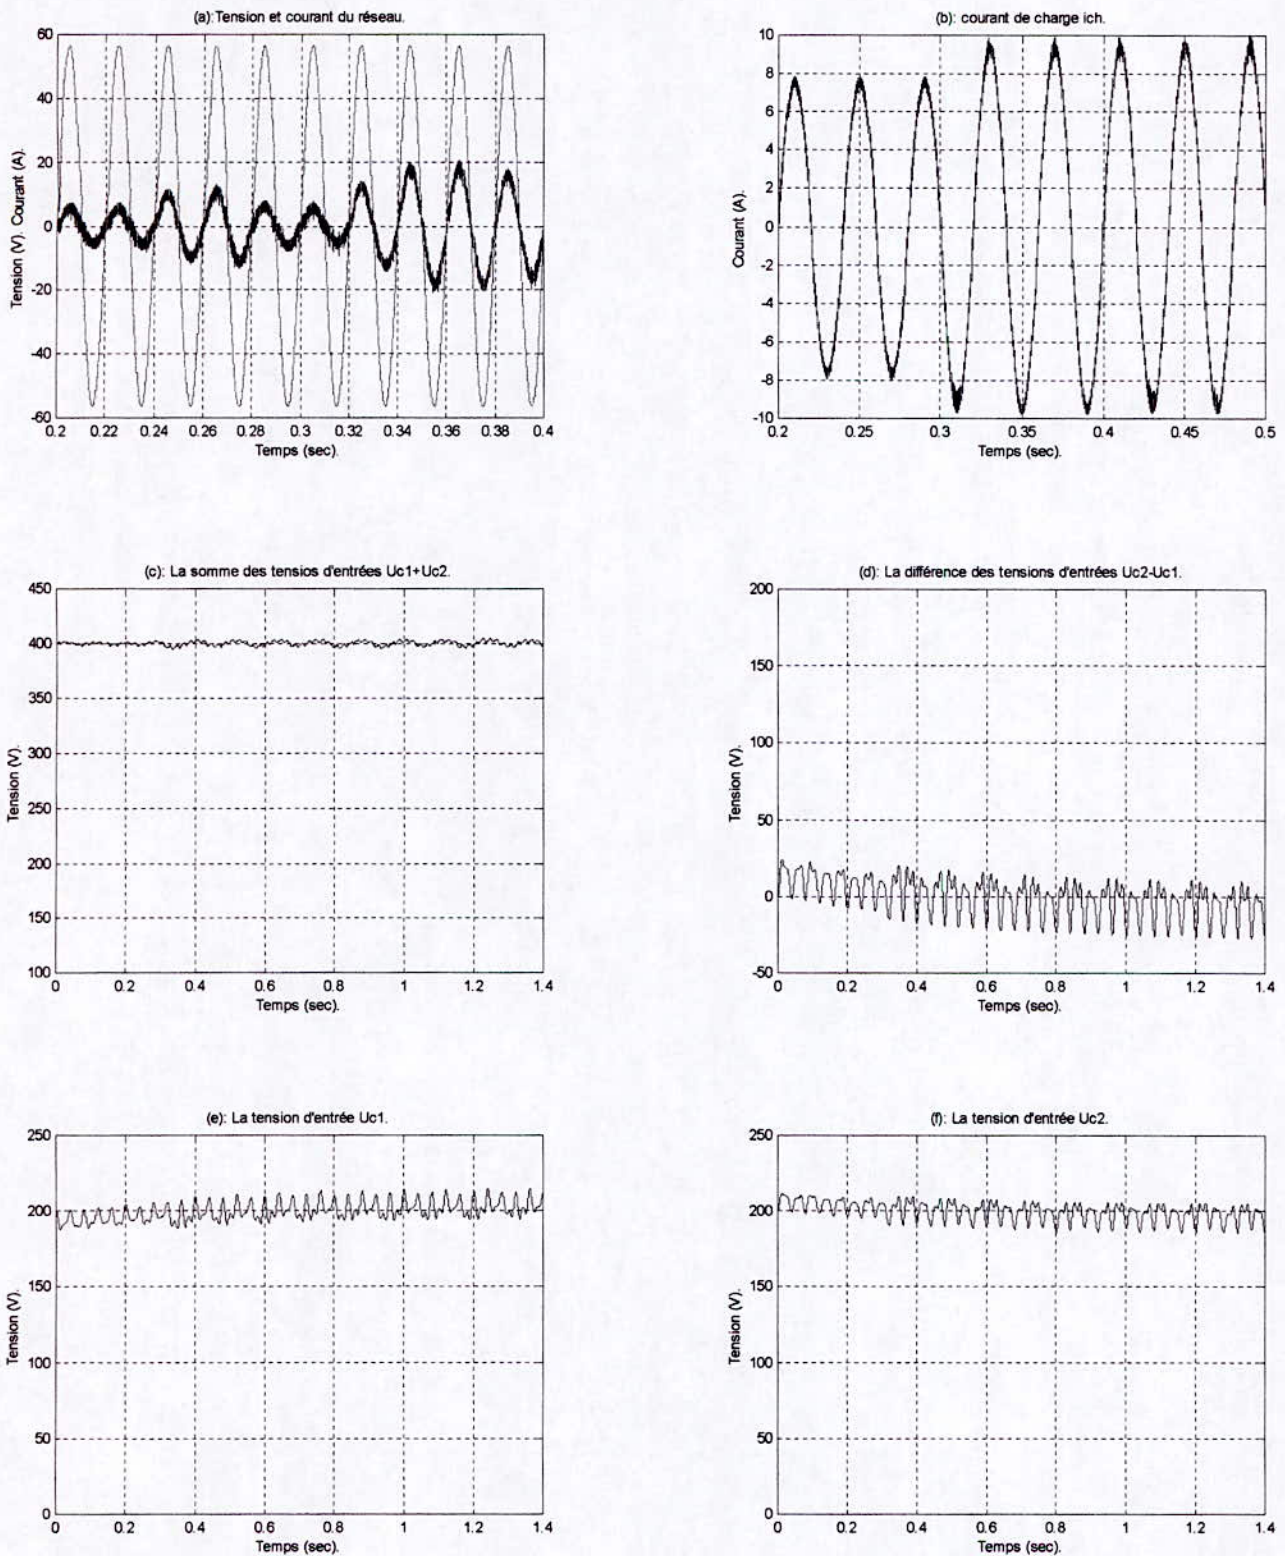 (a):Tension et courant du réseau.
Tension (V). Courant (A).
60
40
20
0
-20
-40
-60
0.2 0.22 0.24 0.26 0.28 0.3 0.32 0.34 0.36 0.38 0.4
Temps (sec).
(b): courant de charge ich.
Courant (A).
10
8
6
4
2
0
-2
-4
-6
-8
-10
0.2 0.25 0.3 0.35 0.4 0.45 0.5
Temps (sec).
(c): La somme des tensios d'entrées Uc1+Uc2.
Tension (V).
450
400
350
300
250
200
150
100
0 0.2 0.4 0.6 0.8 1 1.2 1.4
Temps (sec).
(d): La différence des tensions d'entrées Uc2-Uc1.
Tension (V).
200
150
100
50
0
-50
0 0.2 0.4 0.6 0.8 1 1.2 1.4
Temps (sec).
(e): La tension d'entrée Uc1.
Tension (V).
250
200
150
100
50
0
0 0.2 0.4 0.6 0.8 1 1.2 1.4
Temps (sec).
(f): La tension d'entrée Uc2.
Tension (V).
250
200
150
100
50
0
0 0.2 0.4 0.6 0.8 1 1.2 1.4
Temps (sec).